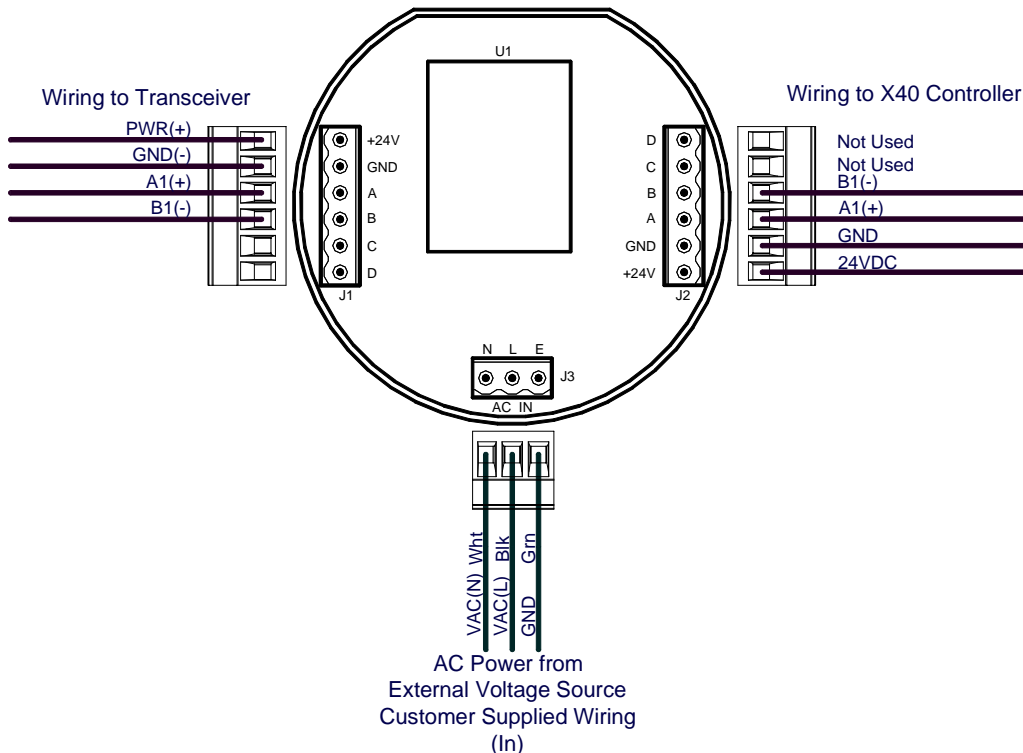 U1
Wiring to Transceiver
PWR(+)
GND(-)
A1(+)
B1(-)
+24V
GND
A
B
C
D
J1
Wiring to X40 Controller
D
C
B
A
GND
+24V
J2
Not Used
Not Used
B1(-)
A1(+)
GND
24VDC
N L E
J3
AC IN
VAC(N) Wht
VAC(L) Blk
GND Grn
AC Power from
External Voltage Source
Customer Supplied Wiring
(In)